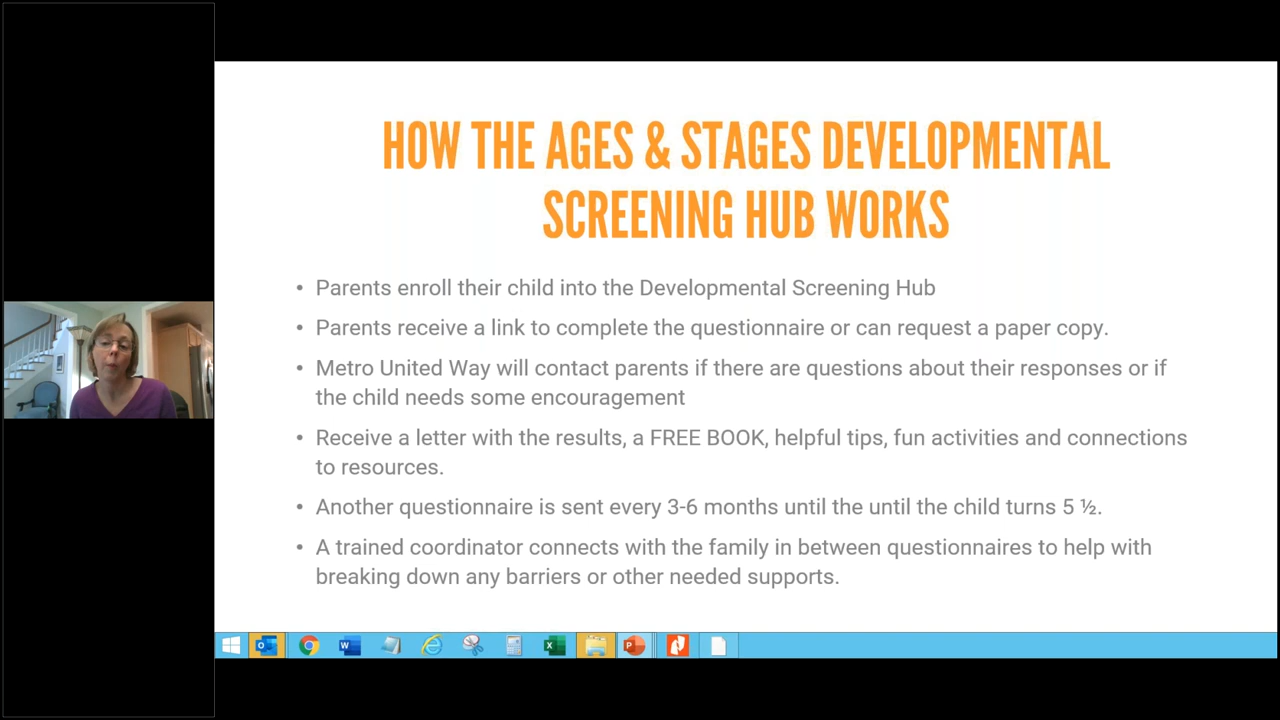 HOW THE AGES & STAGES DEVELOPMENTAL
SCREENING HUB WORKS
• Parents enroll their child into the Developmental Screening Hub
• Parents receive a link to complete the questionnaire or can request a paper copy.
• Metro United Way will contact parents if there are questions about their responses or if
the child needs some encouragement
• Receive a letter with the results, a FREE BOOK, helpful tips, fun activities and connections
to resources.
• Another questionnaire is sent every 3-6 months until the until the child turns 5 ½.
• A trained coordinator connects with the family in between questionnaires to help with
breaking down any barriers or other needed supports.